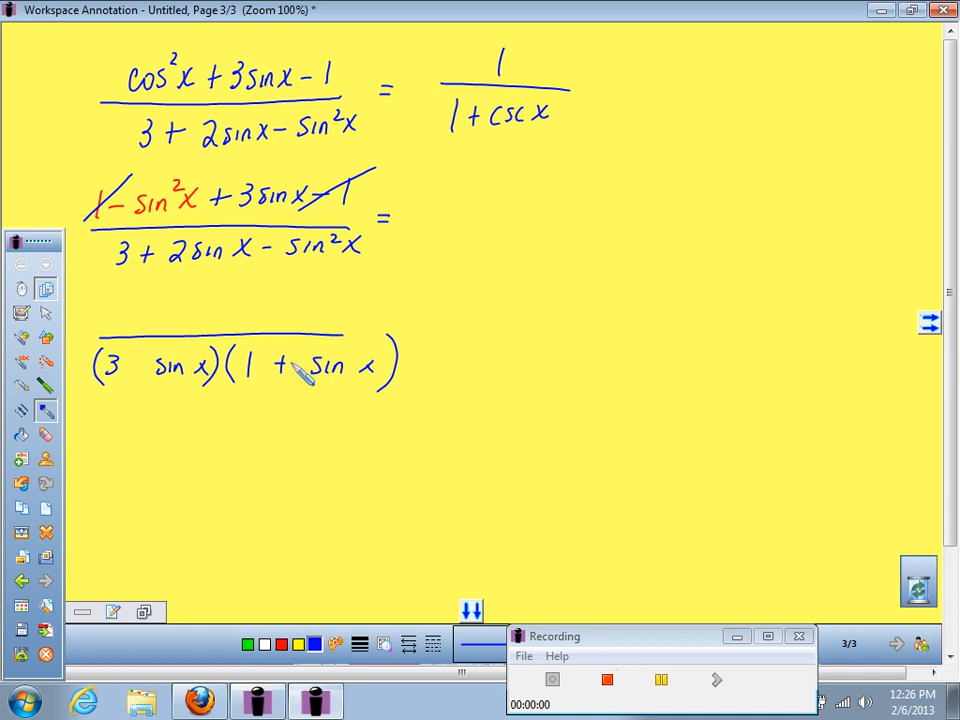 Workspace Annotation - Untitled, Page 3/3 (Zoom 100%) *
cos²x + 3sinx - 1 / 3 + 2sinx - sin²x = 1 / 1 + csc x
1 - sin²x + 3sinx - 1 / 3 + 2sin x - sin²x =
(3 sin x)(1 + sin x)
Recording
File Help
00:00:00
3/3
12:26 PM
2/6/2013